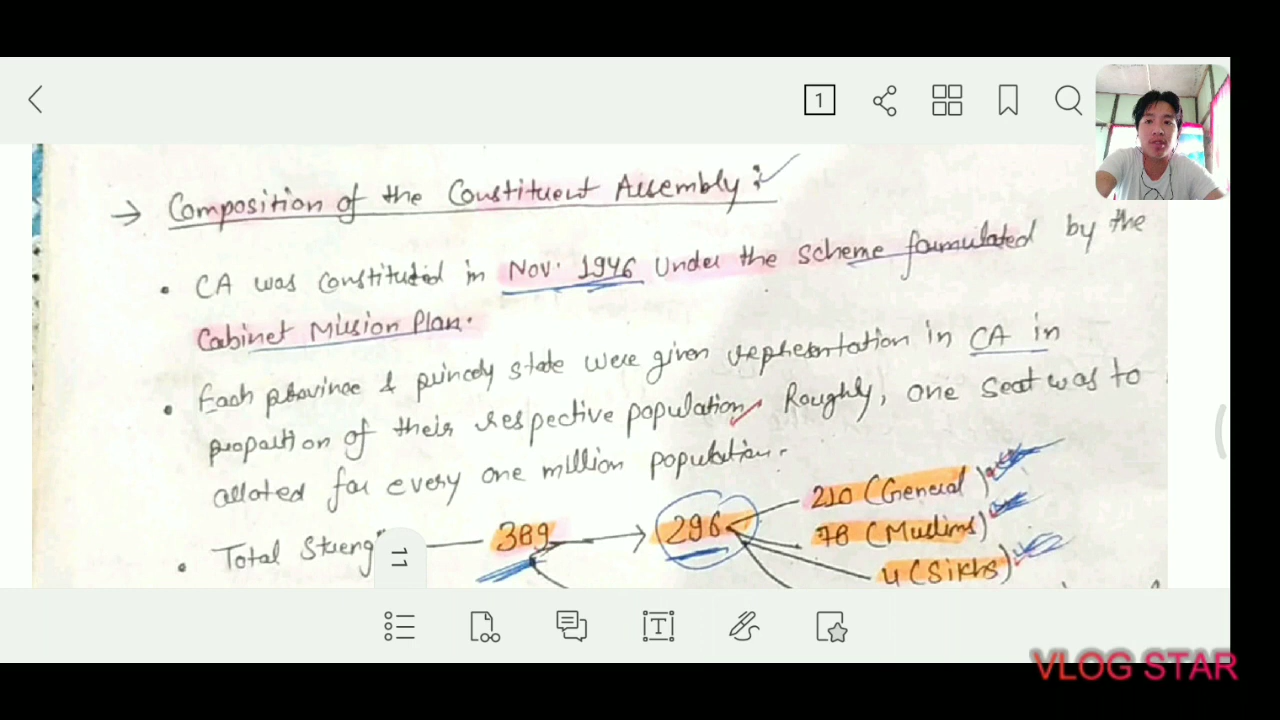 1
→ Composition of the Constituent Assembly :
• CA was constituted in Nov. 1946 under the scheme formulated by the
Cabinet Mission Plan.
• Each province & princely state were given representation in CA in
proportion of their respective population. Roughly, one seat was to
alloted for every one million population.
210 (General)
• Total Streng 389 → 296 78 (Muslims)
4 (Sikhs)
11
T
VLOG STAR